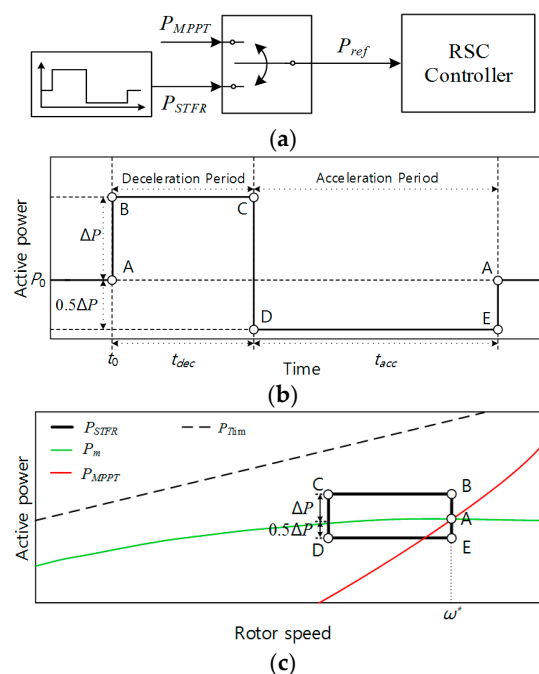 P_MPPT
P_STFR
P_ref
RSC
Controller
(a)
Active power
Deceleration Period
Acceleration Period
B
C
ΔP
A
A
P_0
0.5ΔP
D
E
t_0
t_dec
Time
t_acc
(b)
Active power
P_STFR
P_Tlim
P_m
P_MPPT
C
B
ΔP
A
0.5ΔP
D
E
Rotor speed
ω*
(c)